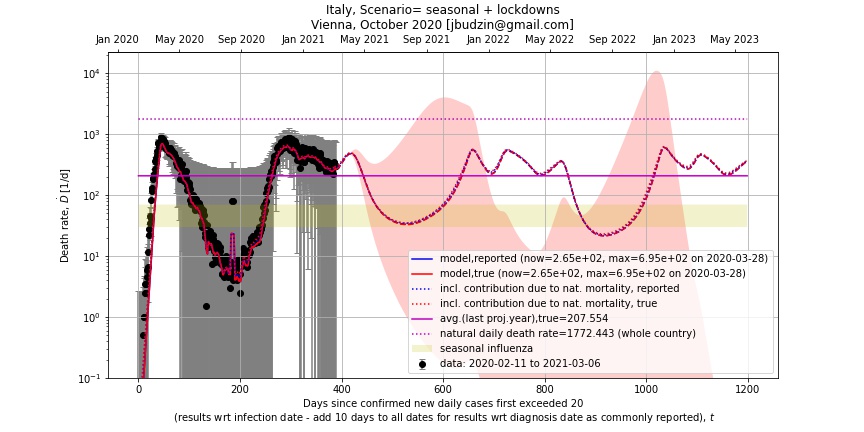 Italy, Scenario= seasonal + lockdowns
Vienna, October 2020 [jbudzin@gmail.com]
Jan 2020 May 2020 Sep 2020 Jan 2021 May 2021 Sep 2021 Jan 2022 May 2022 Sep 2022 Jan 2023 May 2023
10⁴
10³
10²
10¹
10⁰
10⁻¹
Death rate, Ḋ [1/d]
model,reported (now=2.65e+02, max=6.95e+02 on 2020-03-28)
model,true (now=2.65e+02, max=6.95e+02 on 2020-03-28)
incl. contribution due to nat. mortality, reported
incl. contribution due to nat. mortality, true
avg.(last proj.year),true=207.554
natural daily death rate=1772.443 (whole country)
seasonal influenza
data: 2020-02-11 to 2021-03-06
0 200 400 600 800 1000 1200
Days since confirmed new daily cases first exceeded 20
(results wrt infection date - add 10 days to all dates for results wrt diagnosis date as commonly reported), t